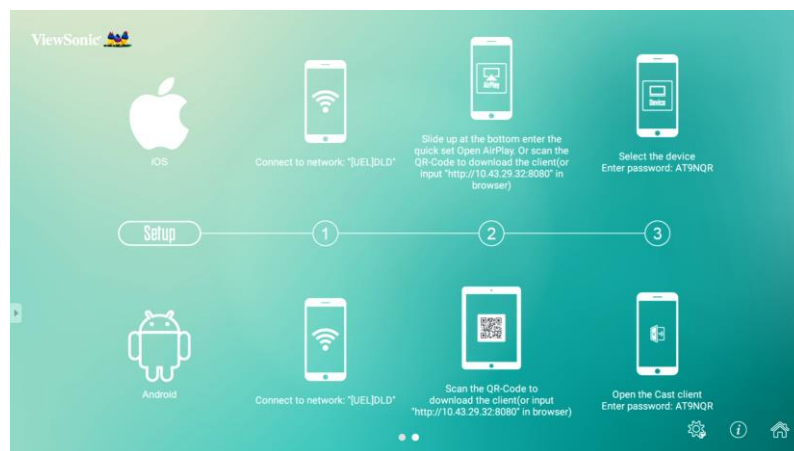 ViewSonic
AirPlay
Device
iOS
Connect to network: "[UEL]DLD"
Slide up at the bottom enter the
quick set Open AirPlay. Or scan the
QR-Code to download the client(or
input "http://10.43.29.32:8080" in
browser)
Select the device
Enter password: AT9NQR
Setup
1
2
3
Android
Connect to network: "[UEL]DLD"
Scan the QR-Code to
download the client(or input
"http://10.43.29.32:8080" in browser)
Open the Cast client
Enter password: AT9NQR